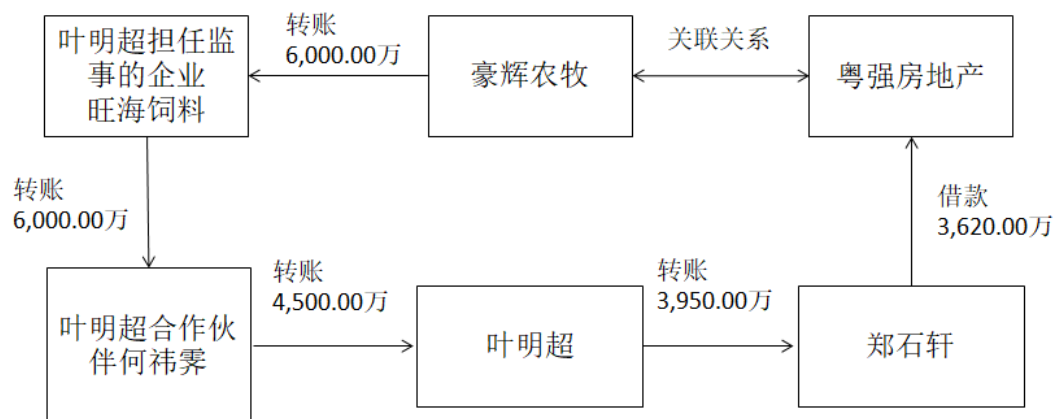 叶明超担任监
事的企业
旺海饲料
转账
6,000.00万
豪辉农牧
关联关系
粤强房地产
转账
6,000.00万
借款
3,620.00万
叶明超合作伙
伴何祎霁
转账
4,500.00万
叶明超
转账
3,950.00万
郑石轩